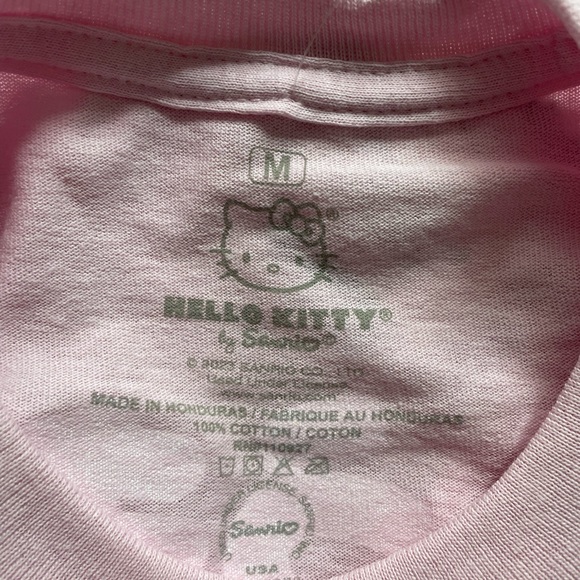 M
HELLO KITTY®
by Sanrio®
© 2023 SANRIO CO., LTD.
Used Under License.
www.sanrio.com
MADE IN HONDURAS / FABRIQUE AU HONDURAS
100% COTTON / COTON
Sanrio
USA